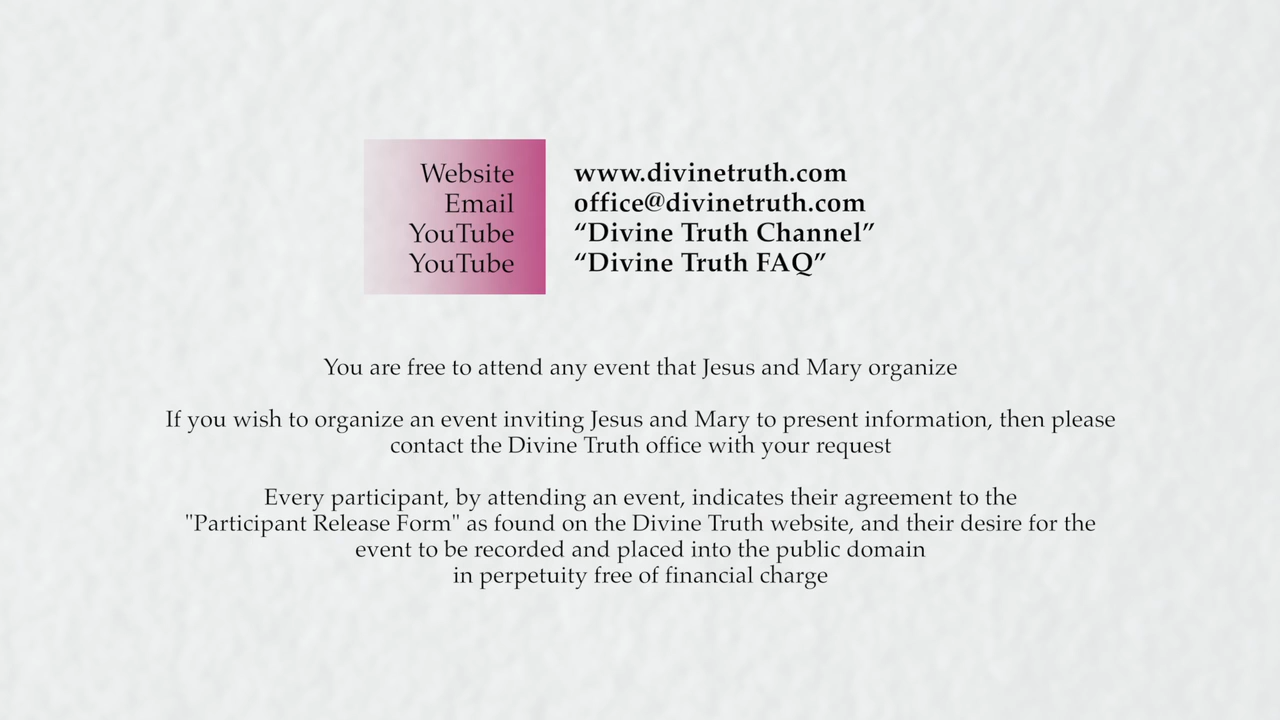 Website www.divinetruth.com
Email office@divinetruth.com
YouTube “Divine Truth Channel”
YouTube “Divine Truth FAQ”
You are free to attend any event that Jesus and Mary organize
If you wish to organize an event inviting Jesus and Mary to present information, then please
contact the Divine Truth office with your request
Every participant, by attending an event, indicates their agreement to the
"Participant Release Form" as found on the Divine Truth website, and their desire for the
event to be recorded and placed into the public domain
in perpetuity free of financial charge